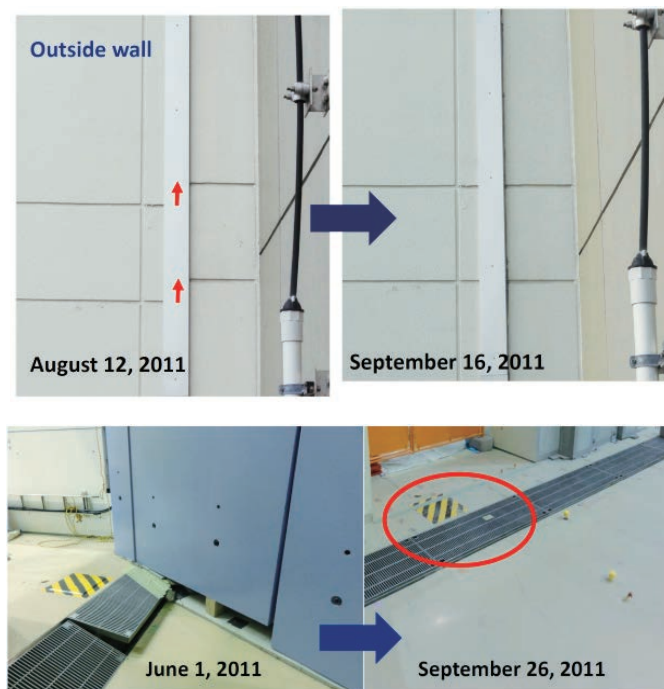 Outside wall
August 12, 2011
September 16, 2011
June 1, 2011
September 26, 2011